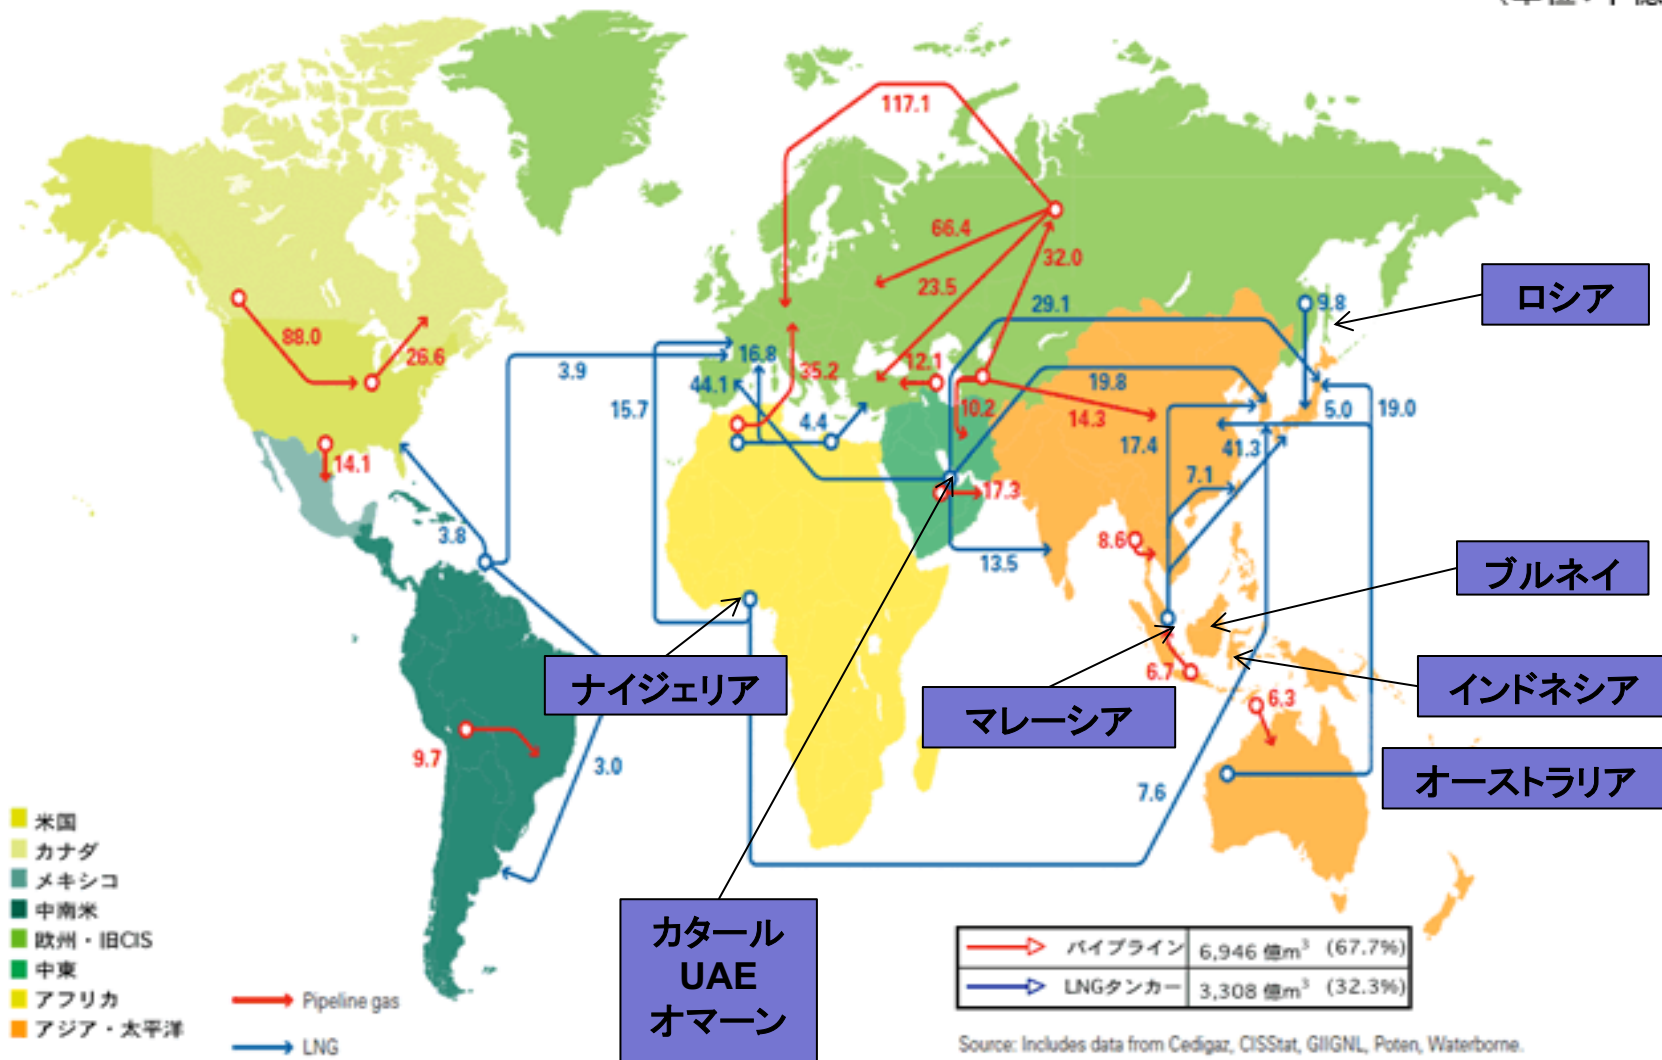 117.1
66.4
23.5
32.0
29.1
9.8
ロシア
88.0
26.6
3.9
16.8
35.2
12.1
44.1
19.8
15.7
4.4
10.2
14.3
5.0
19.0
17.4
41.3
14.1
7.1
17.3
3.8
8.6
13.5
ブルネイ
ナイジェリア
マレーシア
6.7
インドネシア
6.3
オーストラリア
9.7
3.0
7.6
米国
カナダ
メキシコ
中南米
欧州・旧CIS
中東
アフリカ
アジア・太平洋
Pipeline gas
LNG
カタール
UAE
オマーン
パイプライン 6,946 億m³ (67.7%)
LNGタンカー 3,308 億m³ (32.3%)
Source: Includes data from Cedigaz, CISStat, GIIGNL, Poten, Waterborne.